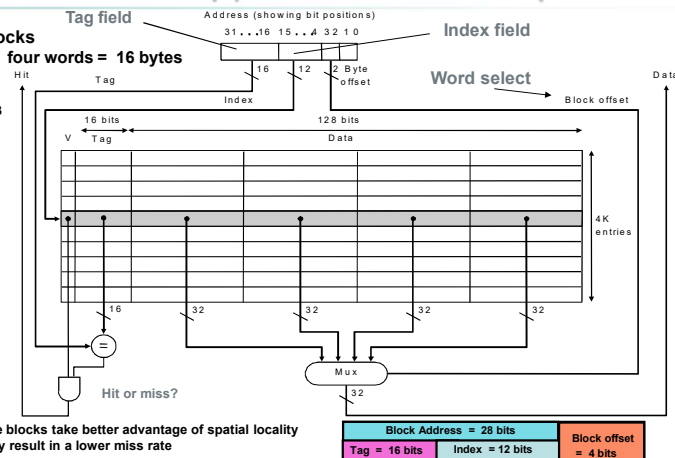 Tag field
Address (showing bit positions)
Index field
31...16 15...4 32 1 0
ocks
four words = 16 bytes
Hit
Tag
16
12
2 Byte
offset
Word select
Data
Index
Block offset
16 bits
128 bits
V
Tag
Data
4K
entries
16
32
32
32
32
=
Mux
Hit or miss?
32
e blocks take better advantage of spatial locality
y result in a lower miss rate
Block Address = 28 bits
Block offset
= 4 bits
Tag = 16 bits
Index = 12 bits